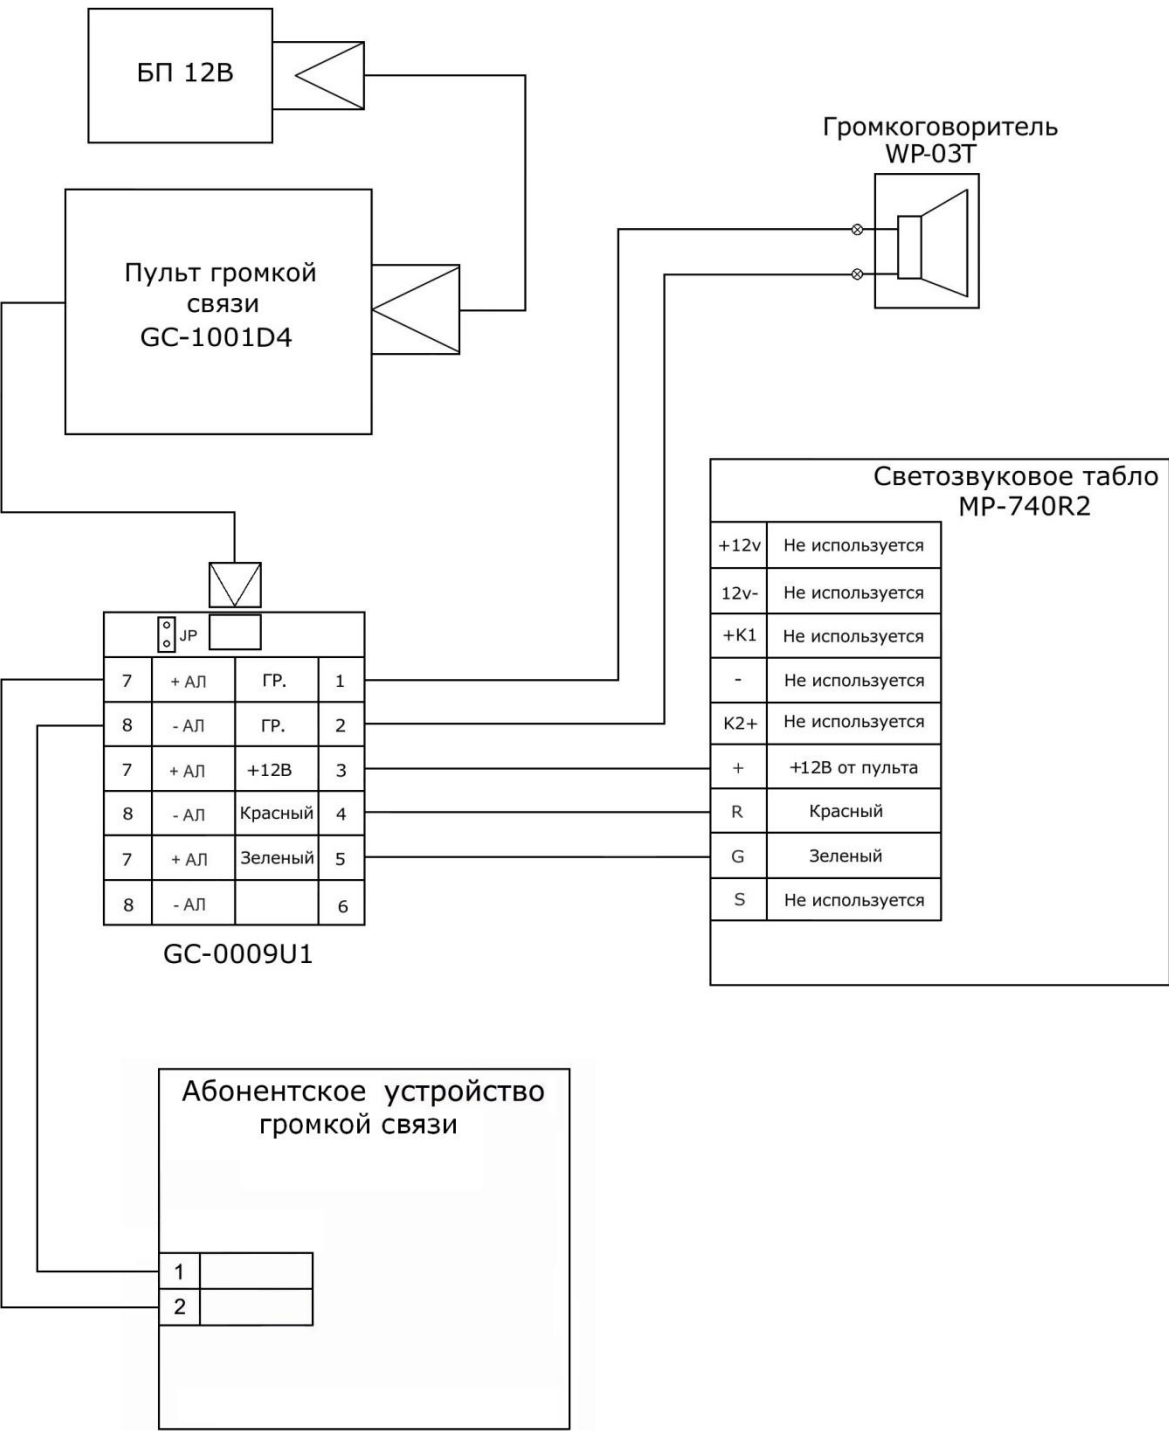 БП 12В
Громкоговоритель
WP-03T
Пульт громкой
связи
GC-1001D4
Светозвуковое табло
MP-740R2
+12v Не используется
12v- Не используется
+K1 Не используется
- Не используется
K2+ Не используется
+ +12В от пульта
R Красный
G Зеленый
S Не используется
JP
7 + АЛ ГР. 1
8 - АЛ ГР. 2
7 + АЛ +12В 3
8 - АЛ Красный 4
7 + АЛ Зеленый 5
8 - АЛ 6
GC-0009U1
Абонентское устройство
громкой связи
1
2